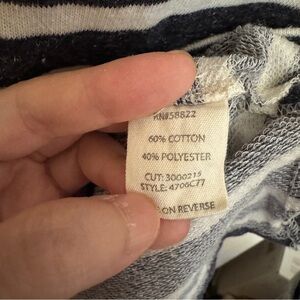 RN#58822
60% COTTON
40% POLYESTER
CUT: 3000215
STYLE: 4706C77
ON REVERSE